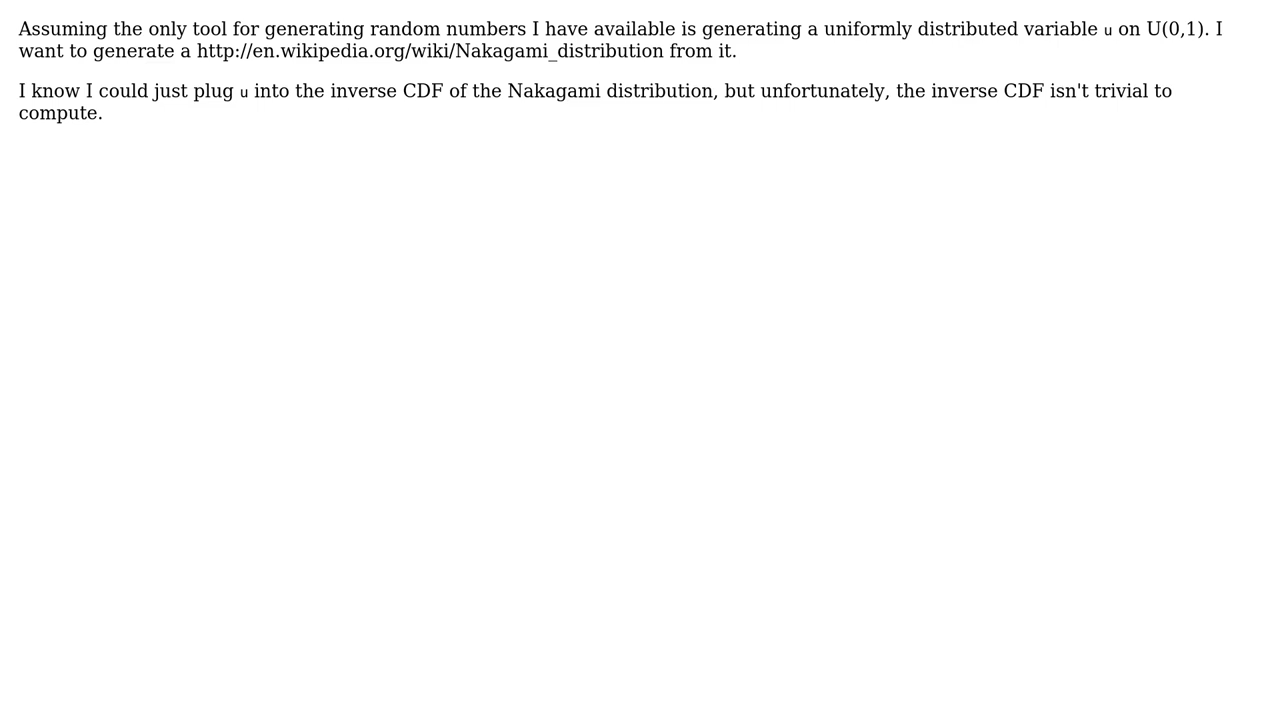 Assuming the only tool for generating random numbers I have available is generating a uniformly distributed variable u on U(0,1). I
want to generate a http://en.wikipedia.org/wiki/Nakagami_distribution from it.
I know I could just plug u into the inverse CDF of the Nakagami distribution, but unfortunately, the inverse CDF isn't trivial to
compute.